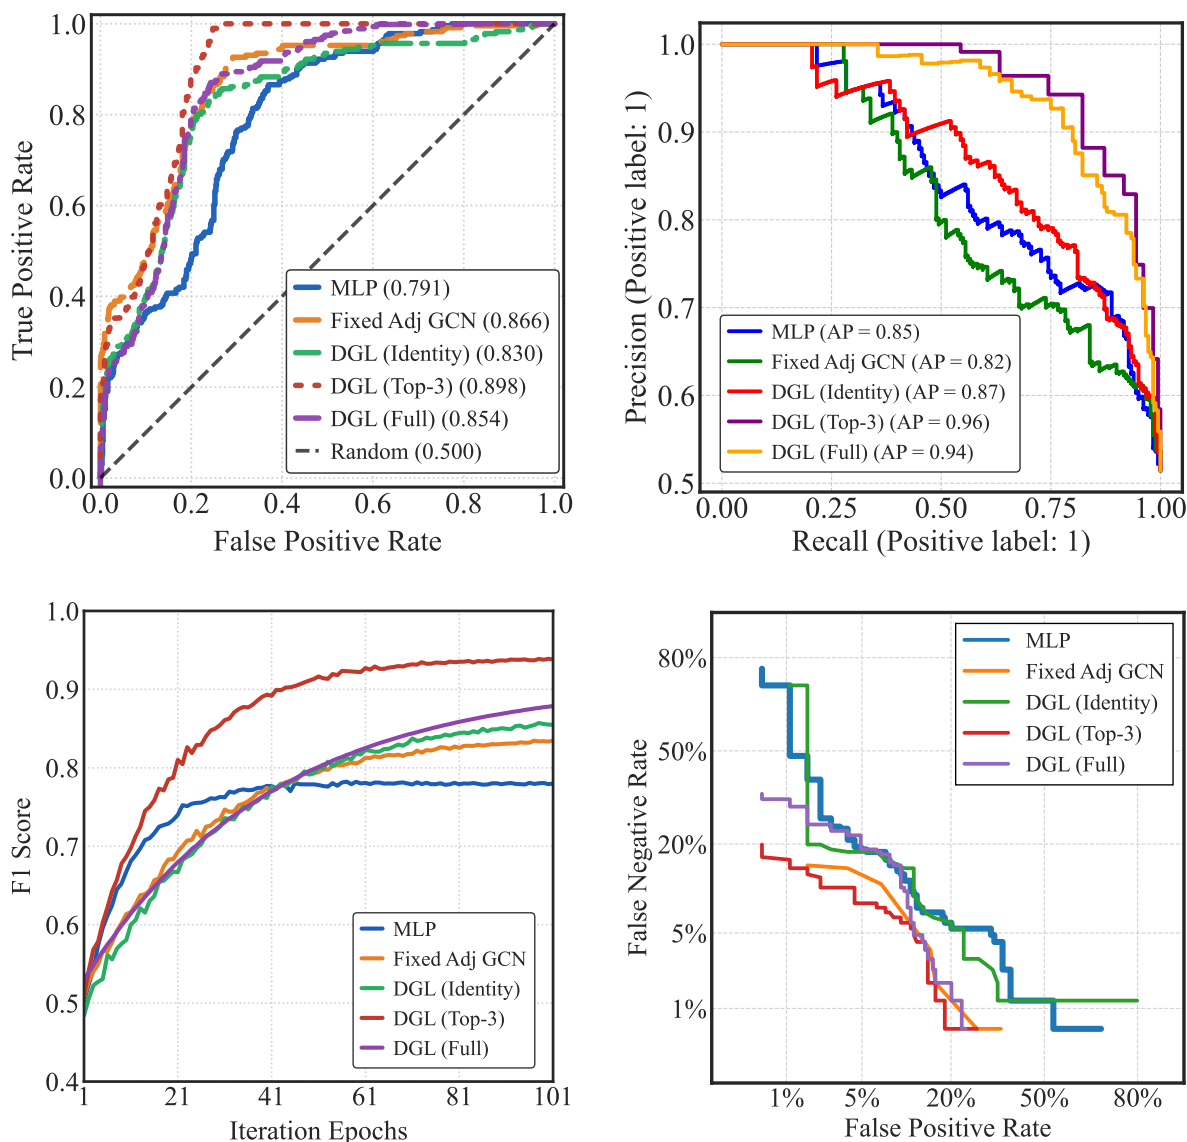 1.0
0.8
0.6
0.4
0.2
0.0
True Positive Rate
MLP (0.791)
Fixed Adj GCN (0.866)
DGL (Identity) (0.830)
DGL (Top-3) (0.898)
DGL (Full) (0.854)
Random (0.500)
0.0 0.2 0.4 0.6 0.8 1.0
False Positive Rate
1.0
0.9
0.8
0.7
0.6
0.5
Precision (Positive label: 1)
MLP (AP = 0.85)
Fixed Adj GCN (AP = 0.82)
DGL (Identity) (AP = 0.87)
DGL (Top-3) (AP = 0.96)
DGL (Full) (AP = 0.94)
0.00 0.25 0.50 0.75 1.00
Recall (Positive label: 1)
1.0
0.9
0.8
0.7
0.6
0.5
0.4
F1 Score
MLP
Fixed Adj GCN
DGL (Identity)
DGL (Top-3)
DGL (Full)
1 21 41 61 81 101
Iteration Epochs
80%
50%
20%
5%
1%
False Negative Rate
MLP
Fixed Adj GCN
DGL (Identity)
DGL (Top-3)
DGL (Full)
1% 5% 20% 50% 80%
False Positive Rate